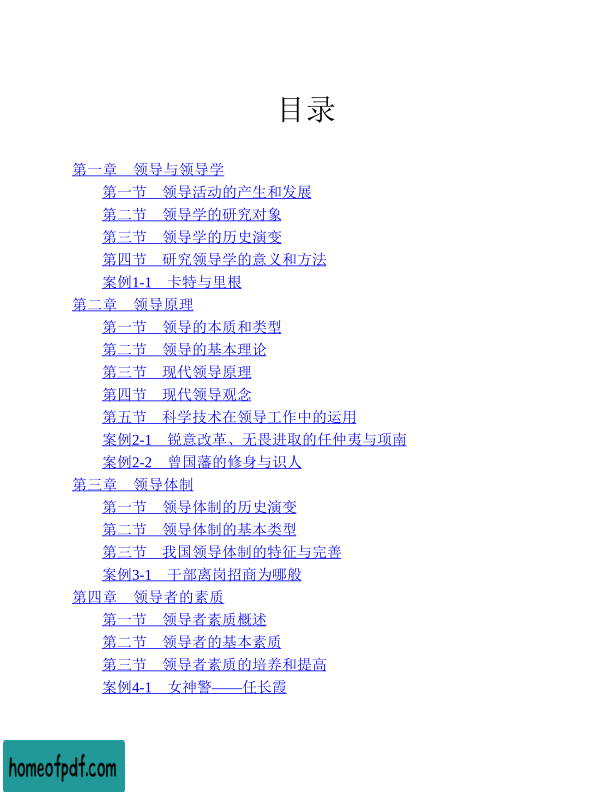 目录
第一章　领导与领导学
第一节　领导活动的产生和发展
第二节　领导学的研究对象
第三节　领导学的历史演变
第四节　研究领导学的意义和方法
案例1-1　卡特与里根
第二章　领导原理
第一节　领导的本质和类型
第二节　领导的基本理论
第三节　现代领导原理
第四节　现代领导观念
第五节　科学技术在领导工作中的运用
案例2-1　锐意改革、无畏进取的任仲夷与项南
案例2-2　曾国藩的修身与识人
第三章　领导体制
第一节　领导体制的历史演变
第二节　领导体制的基本类型
第三节　我国领导体制的特征与完善
案例3-1　干部离岗招商为哪般
第四章　领导者的素质
第一节　领导者素质概述
第二节　领导者的基本素质
第三节　领导者素质的培养和提高
案例4-1　女神警——任长霞
homeofpdf.com